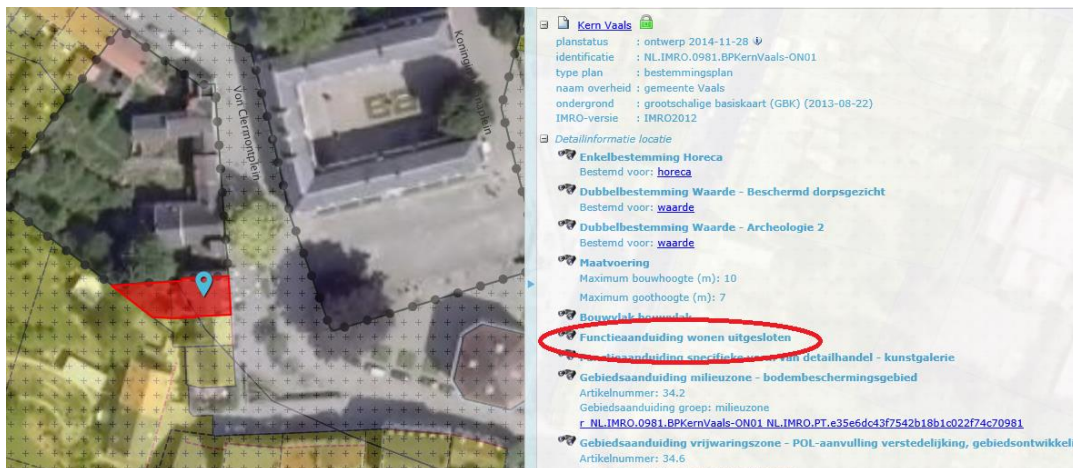 Von Clermontplein
Koningin
naplein
Kern Vaals
planstatus : ontwerp 2014-11-28
identificatie : NL.IMRO.0981.BPKernVaals-ON01
type plan : bestemmingsplan
naam overheid : gemeente Vaals
ondergrond : grootschalige basiskaart (GBK) (2013-08-22)
IMRO-versie : IMRO2012
Detailinformatie locatie
Enkelbestemming Horeca
Bestemd voor: horeca
Dubbelbestemming Waarde - Beschermd dorpsgezicht
Bestemd voor: waarde
Dubbelbestemming Waarde - Archeologie 2
Bestemd voor: waarde
Maatvoering
Maximum bouwhoogte (m): 10
Maximum goothoogte (m): 7
Bouwvlak bouwvlak
Functieaanduiding wonen uitgesloten
Functieaanduiding specifieke vorm van detailhandel - kunstgalerie
Gebiedsaanduiding milieuzone - bodembeschermingsgebied
Artikelnummer: 34.2
Gebiedsaanduiding groep: milieuzone
r_NL.IMRO.0981.BPKernVaals-ON01_NL.IMRO.PT.e35e6dc43f7542b18b1c022f74c70981
Gebiedsaanduiding vrijwaringszone - POL-aanvulling verstedelijking, gebiedsontwikkeli
Artikelnummer: 34.6